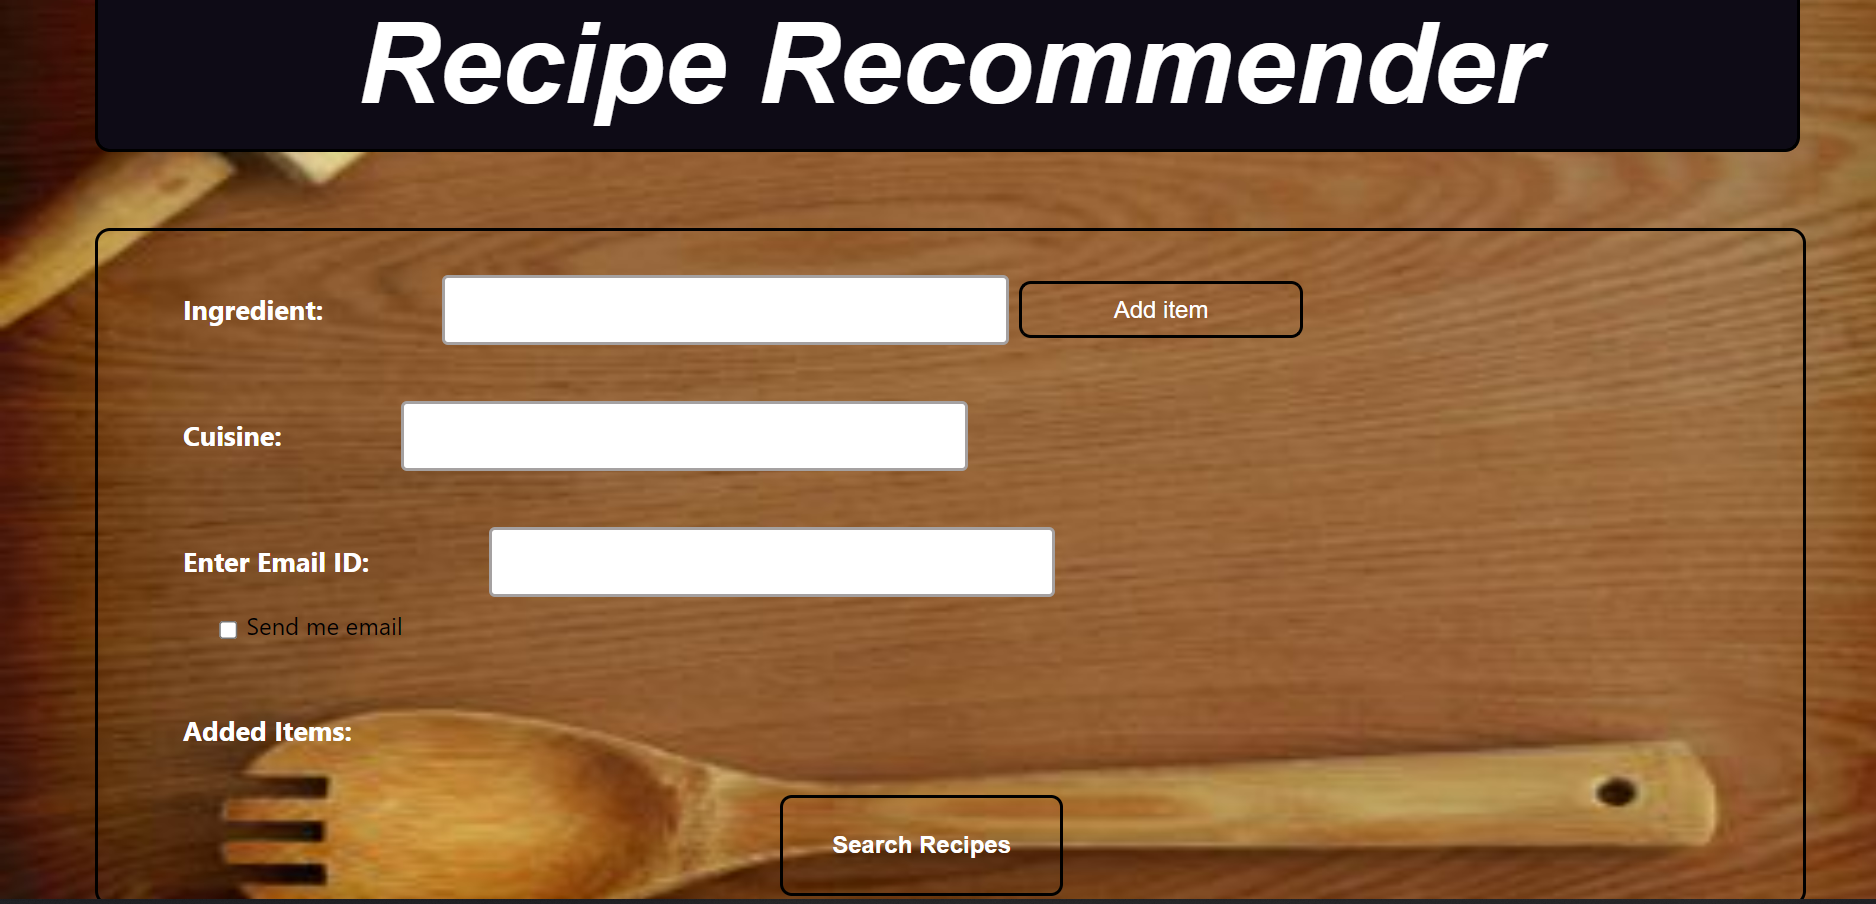 Recipe Recommender
Ingredient:
Add item
Cuisine:
Enter Email ID:
Send me email
Added Items:
Search Recipes